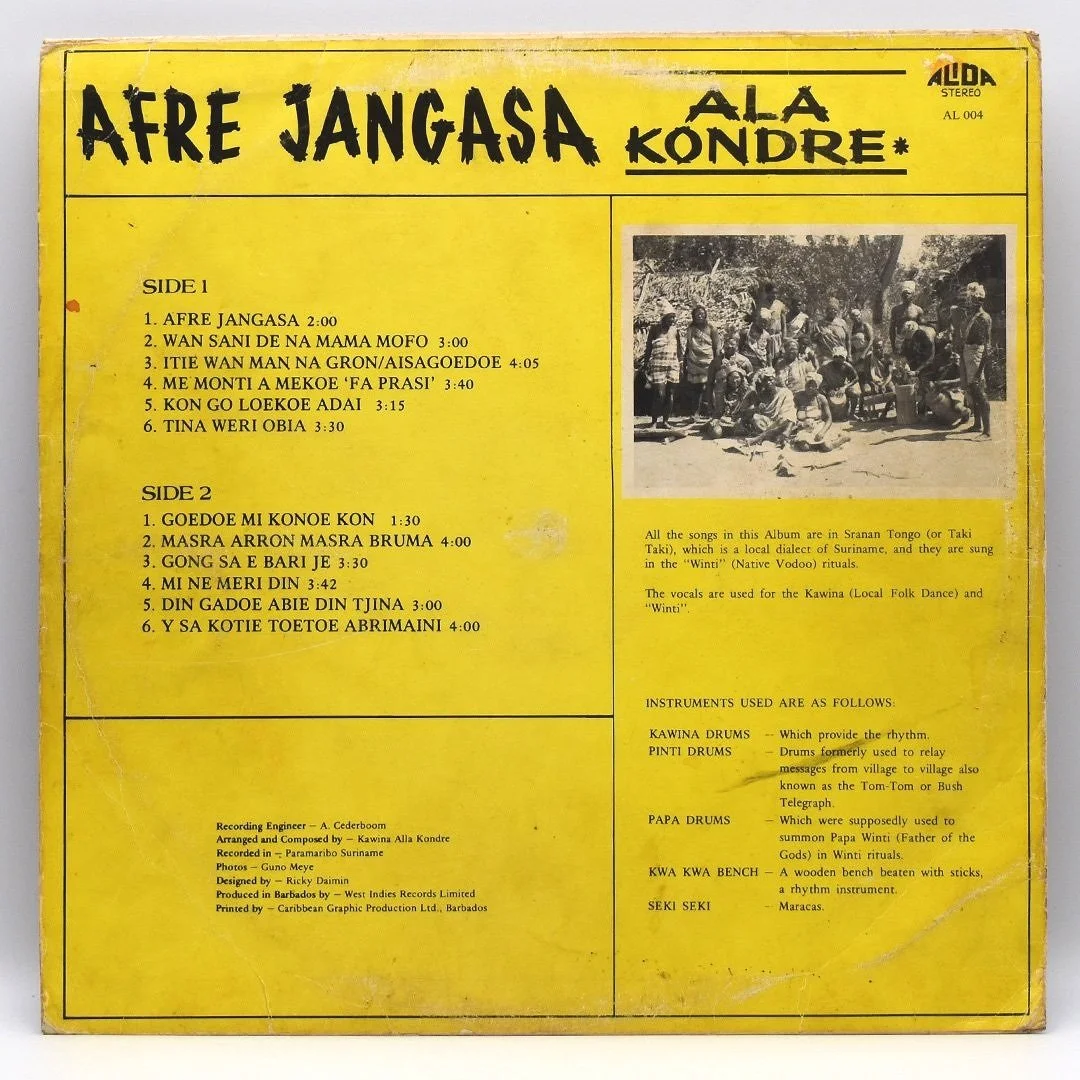 AFRE JANGASA
ALA
KONDRE*
ALIDA
STEREO
AL 004
SIDE 1
1. AFRE JANGASA 2:00
2. WAN SANI DE NA MAMA MOFO 3:00
3. ITIE WAN MAN NA GRON/AISAGOEDOE 4:05
4. ME MONTI A MEKOE ‘FA PRASI’ 3:40
5. KON GO LOEKOE ADAI 3:15
6. TINA WERI OBIA 3:30
SIDE 2
1. GOEDOE MI KONOE KON 1:30
2. MASRA ARRON MASRA BRUMA 4:00
3. GONG SA E BARI JE 3:30
4. MI NE MERI DIN 3:42
5. DIN GADOE ABIE DIN TJINA 3:00
6. Y SA KOTIE TOETOE ABRIMAINI 4:00
Recording Engineer – A. Cederboom
Arranged and Composed by – Kawina Alla Kondre
Recorded in – Paramaribo Suriname
Photos – Guno Meye
Designed by – Ricky Daimin
Produced in Barbados by – West Indies Records Limited
Printed by – Caribbean Graphic Production Ltd., Barbados
All the songs in this Album are in Sranan Tongo (or Taki
Taki), which is a local dialect of Suriname, and they are sung
in the “Winti” (Native Vodoo) rituals.
The vocals are used for the Kawina (Local Folk Dance) and
“Winti”.
INSTRUMENTS USED ARE AS FOLLOWS:
KAWINA DRUMS – Which provide the rhythm.
PINTI DRUMS – Drums formerly used to relay
messages from village to village also
known as the Tom-Tom or Bush
Telegraph.
PAPA DRUMS – Which were supposedly used to
summon Papa Winti (Father of the
Gods) in Winti rituals.
KWA KWA BENCH – A wooden bench beaten with sticks,
a rhythm instrument.
SEKI SEKI – Maracas.